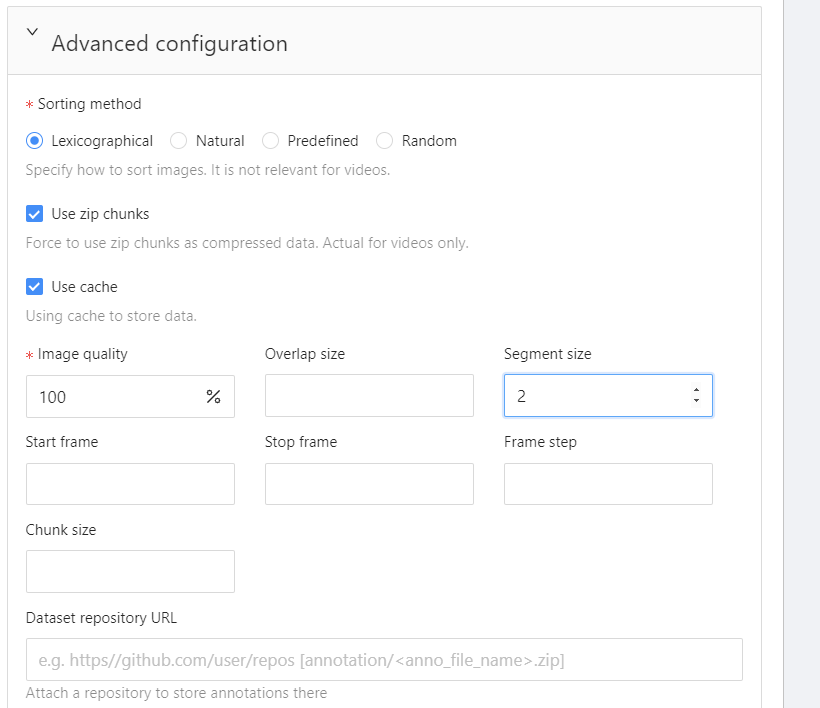 Advanced configuration
* Sorting method
Lexicographical Natural Predefined Random
Specify how to sort images. It is not relevant for videos.
Use zip chunks
Force to use zip chunks as compressed data. Actual for videos only.
Use cache
Using cache to store data.
* Image quality Overlap size Segment size
100 % 2
Start frame Stop frame Frame step
Chunk size
Dataset repository URL
e.g. https//github.com/user/repos [annotation/<anno_file_name>.zip]
Attach a repository to store annotations there